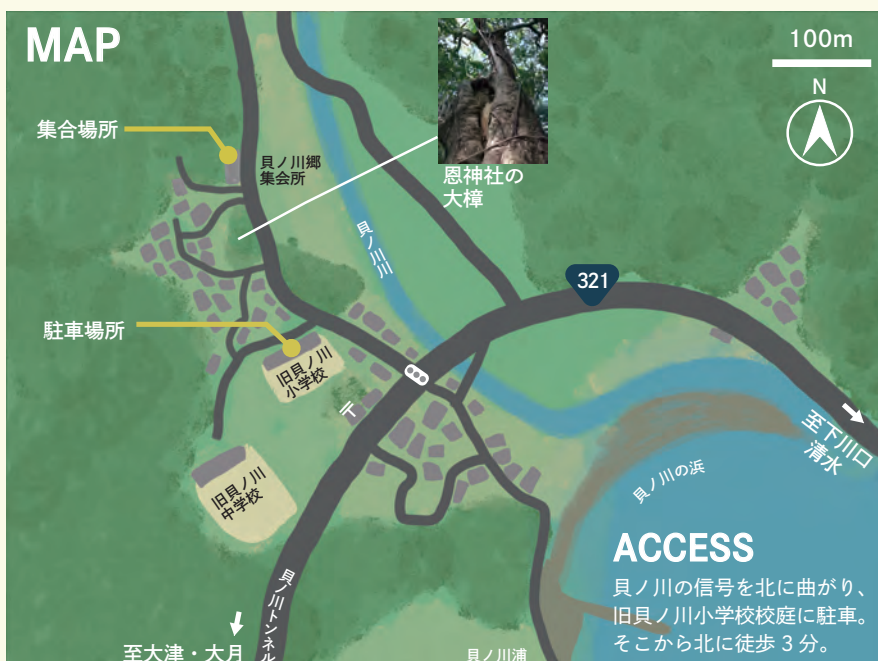 MAP
100m
N
集合場所
貝ノ川郷
集会所
恩神社の
大樟
貝ノ川川
321
駐車場所
旧貝ノ川
小学校
〒
至下川口
清水
旧貝ノ川
中学校
貝ノ川の浜
ACCESS
貝ノ川の信号を北に曲がり、
旧貝ノ川小学校校庭に駐車。
そこから北に徒歩 3 分。
貝ノ川トンネル
至大津・大月
貝ノ川浦